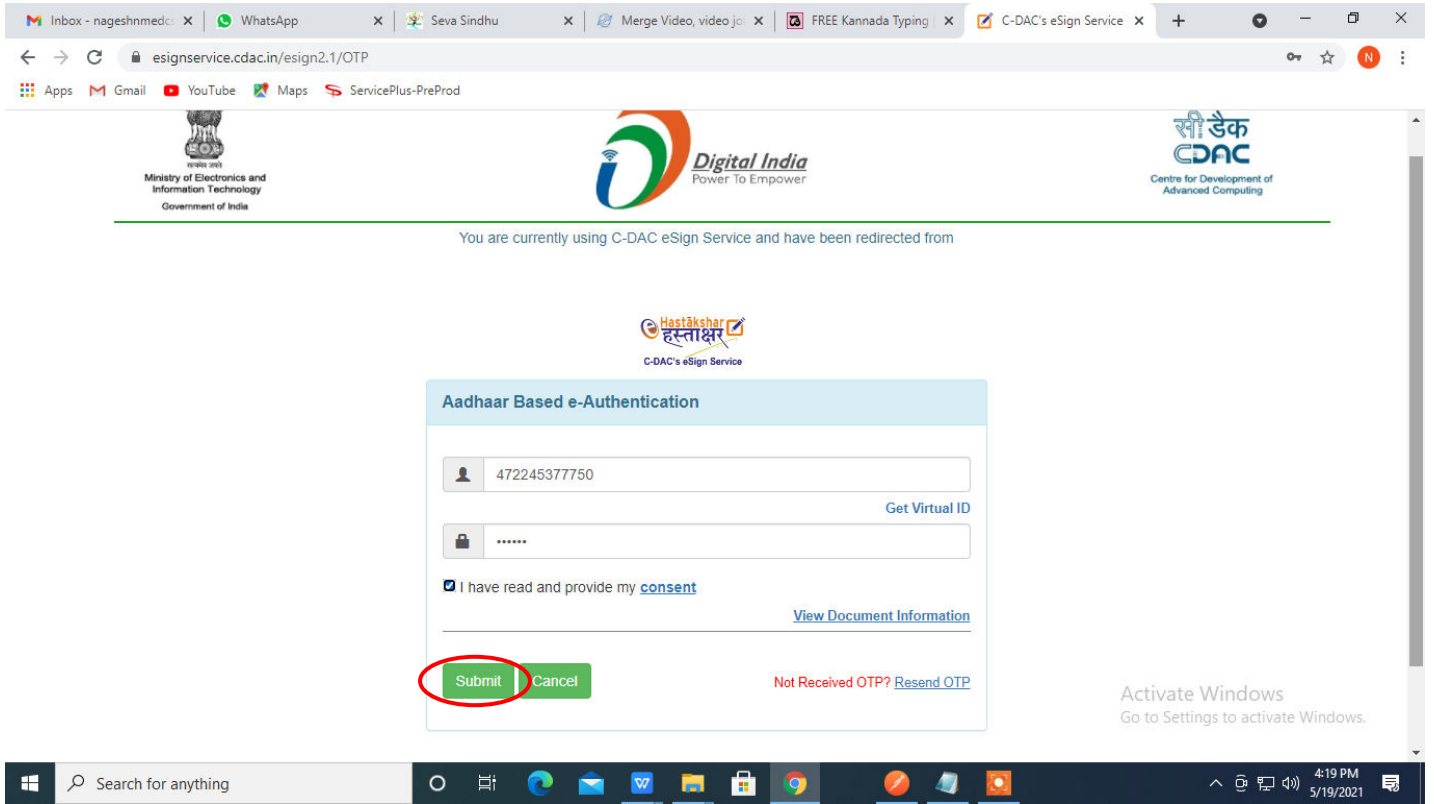 Inbox - nageshnmedc
WhatsApp
Seva Sindhu
Merge Video, video jo
FREE Kannada Typing
C-DAC's eSign Service
esignservice.cdac.in/esign2.1/OTP
N
Apps
Gmail
YouTube
Maps
ServicePlus-PreProd
सत्यमेव जयते
Ministry of Electronics and
Information Technology
Government of India
Digital India
Power To Empower
सी डैक
CDAC
Centre for Development of
Advanced Computing
You are currently using C-DAC eSign Service and have been redirected from
e Hastākshar
हस्ताक्षर
C-DAC's eSign Service
Aadhaar Based e-Authentication
472245377750
Get Virtual ID
••••••
I have read and provide my consent
View Document Information
Submit
Cancel
Not Received OTP? Resend OTP
Activate Windows
Go to Settings to activate Windows.
Search for anything
4:19 PM
5/19/2021